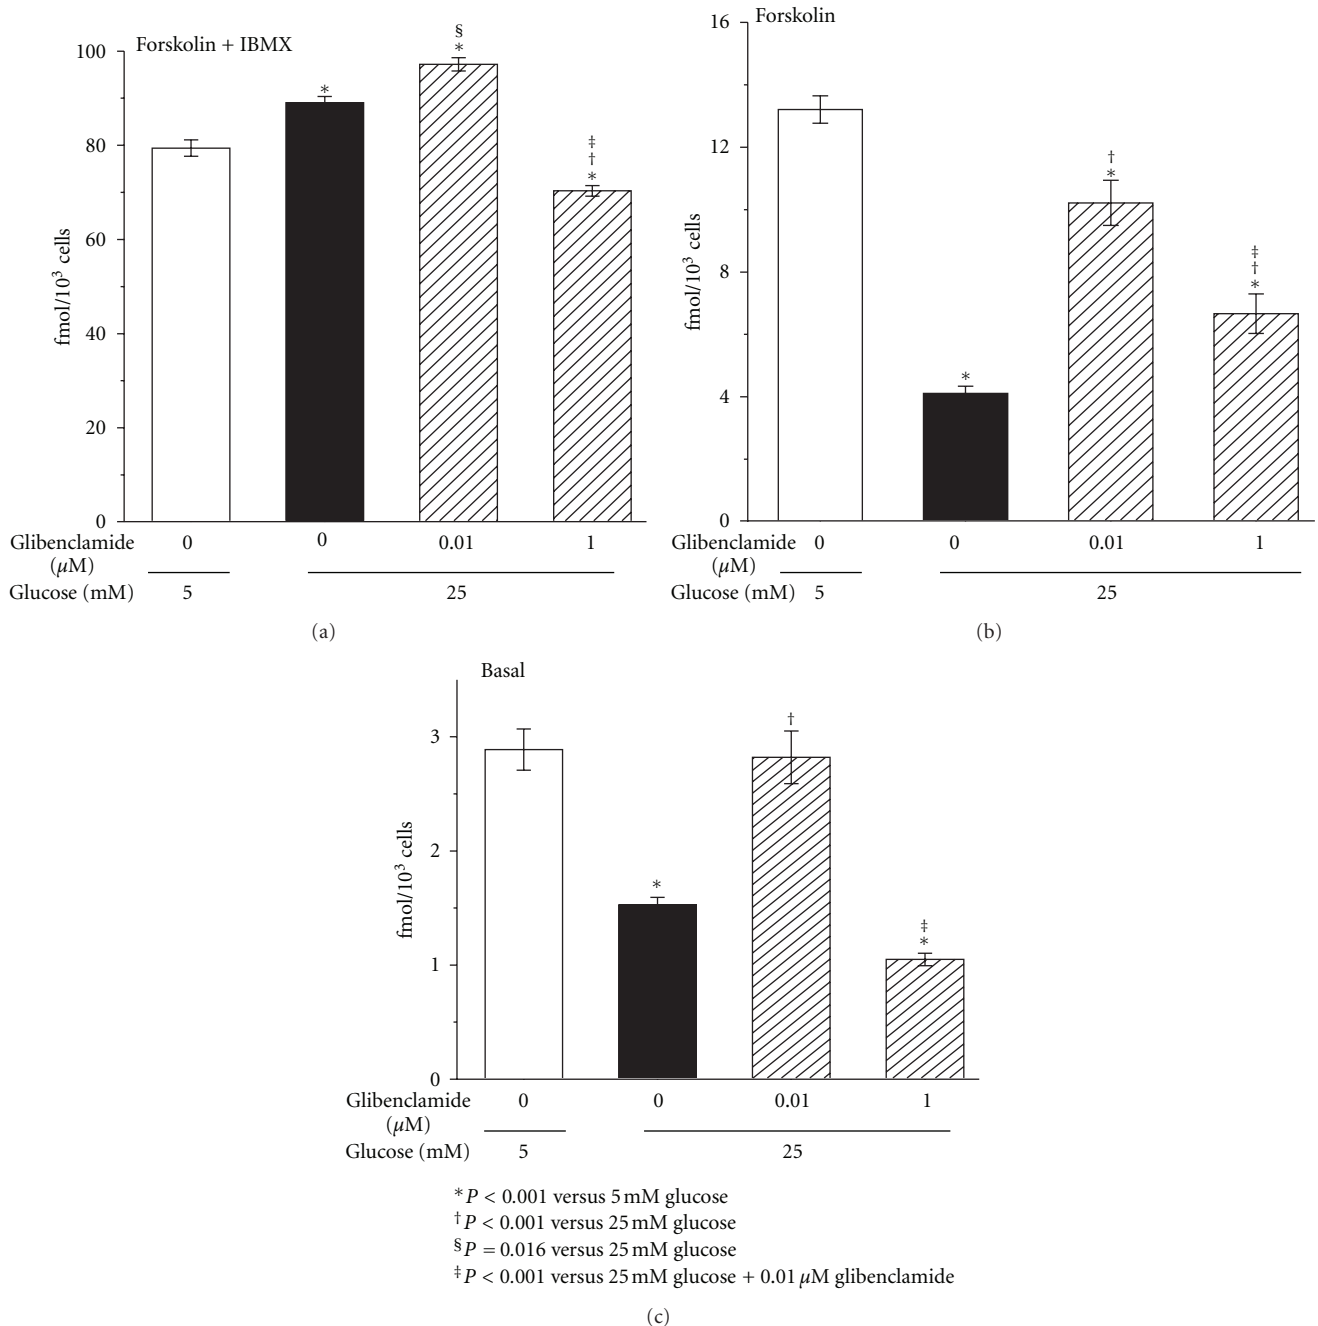 Forskolin + IBMX
100
80
60
40
20
0
fmol/10³ cells
*
§
*
‡
†
*
Glibenclamide 0 0 0.01 1
(μM)
Glucose (mM) 5 25
(a)
Forskolin
16
12
8
4
0
fmol/10³ cells
*
†
*
‡
†
*
Glibenclamide 0 0 0.01 1
(μM)
Glucose (mM) 5 25
(b)
Basal
3
2
1
0
fmol/10³ cells
*
†
‡
*
Glibenclamide 0 0 0.01 1
(μM)
Glucose (mM) 5 25
*P < 0.001 versus 5 mM glucose
†P < 0.001 versus 25 mM glucose
§P = 0.016 versus 25 mM glucose
‡P < 0.001 versus 25 mM glucose + 0.01 μM glibenclamide
(c)